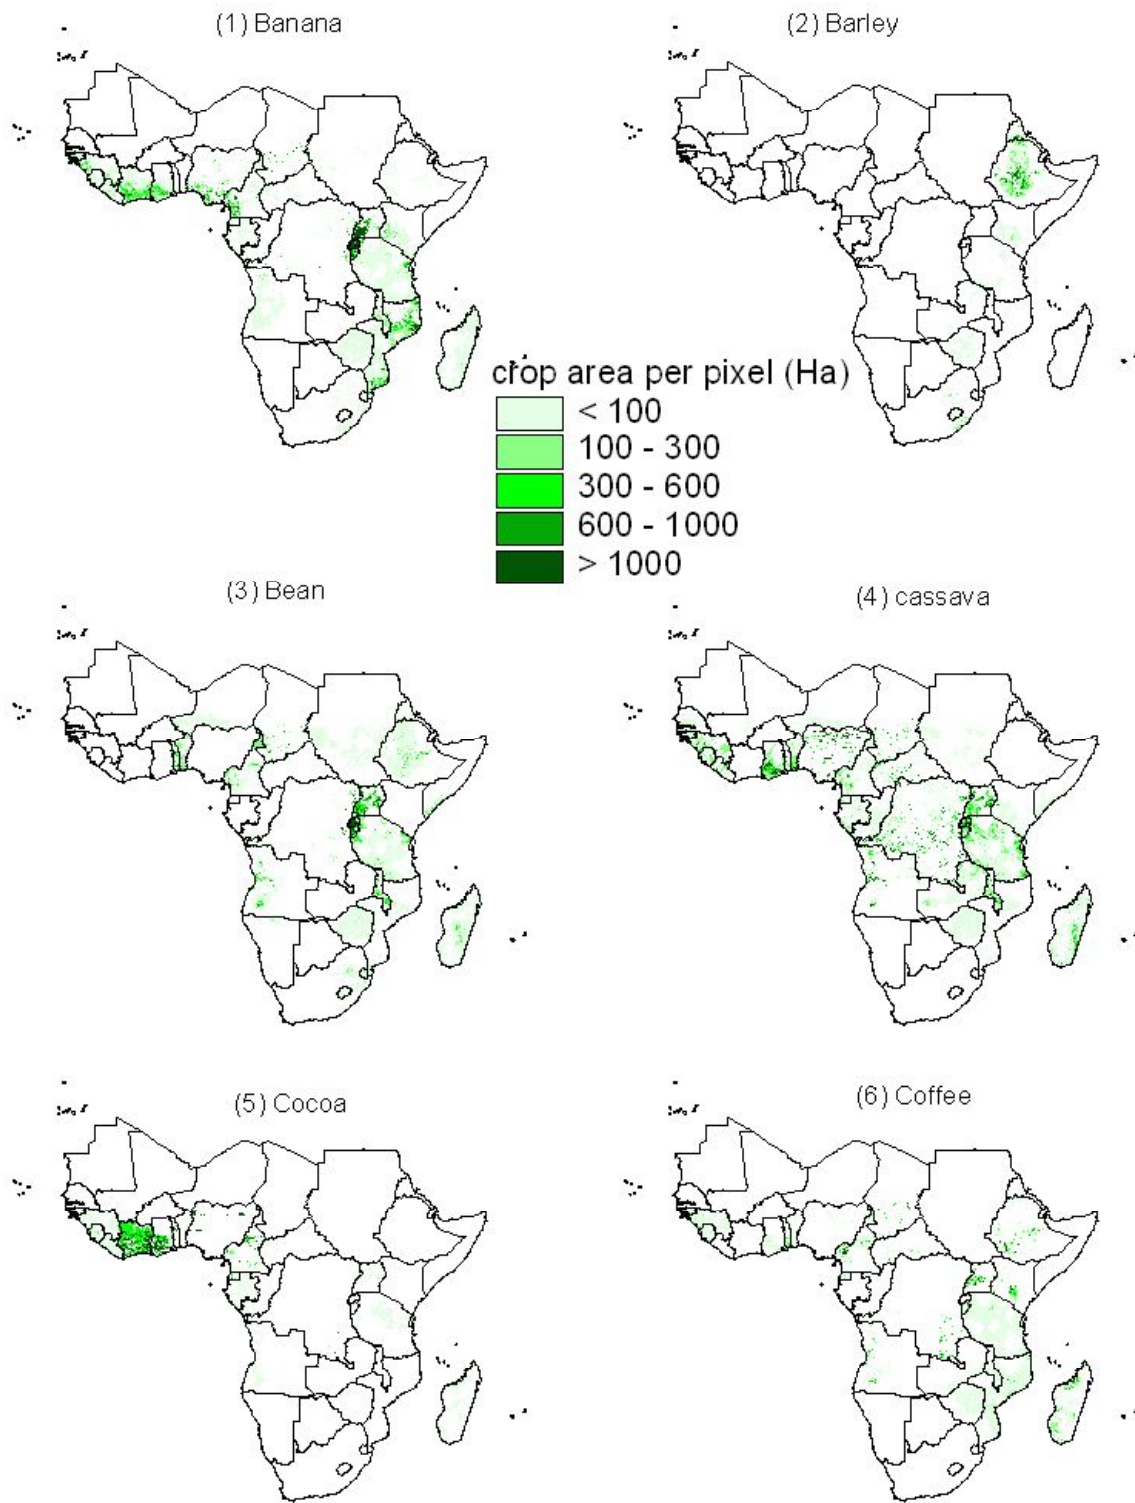 (1) Banana
(2) Barley
crop area per pixel (Ha)
< 100
100 - 300
300 - 600
600 - 1000
> 1000
(3) Bean
(4) cassava
(5) Cocoa
(6) Coffee